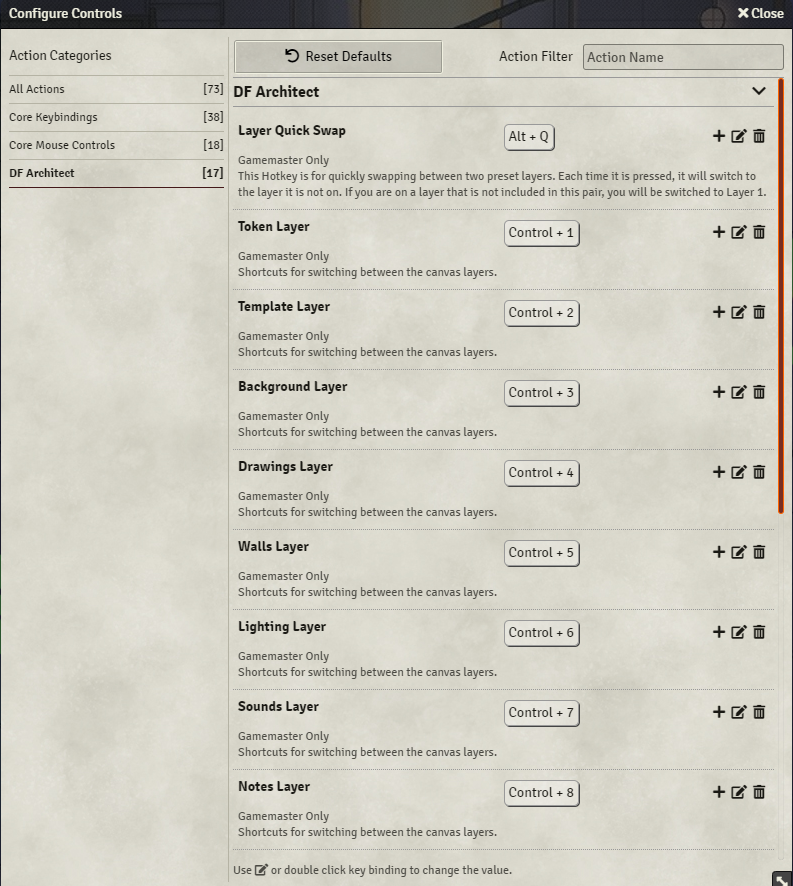 Configure Controls
Close
Action Categories
All Actions [73]
Core Keybindings [38]
Core Mouse Controls [18]
DF Architect [17]
Reset Defaults
Action Filter
Action Name
DF Architect
Layer Quick Swap
Alt + Q
Gamemaster Only
This Hotkey is for quickly swapping between two preset layers. Each time it is pressed, it will switch to
the layer it is not on. If you are on a layer that is not included in this pair, you will be switched to Layer 1.
Token Layer
Control + 1
Gamemaster Only
Shortcuts for switching between the canvas layers.
Template Layer
Control + 2
Gamemaster Only
Shortcuts for switching between the canvas layers.
Background Layer
Control + 3
Gamemaster Only
Shortcuts for switching between the canvas layers.
Drawings Layer
Control + 4
Gamemaster Only
Shortcuts for switching between the canvas layers.
Walls Layer
Control + 5
Gamemaster Only
Shortcuts for switching between the canvas layers.
Lighting Layer
Control + 6
Gamemaster Only
Shortcuts for switching between the canvas layers.
Sounds Layer
Control + 7
Gamemaster Only
Shortcuts for switching between the canvas layers.
Notes Layer
Control + 8
Gamemaster Only
Shortcuts for switching between the canvas layers.
Use or double click key binding to change the value.